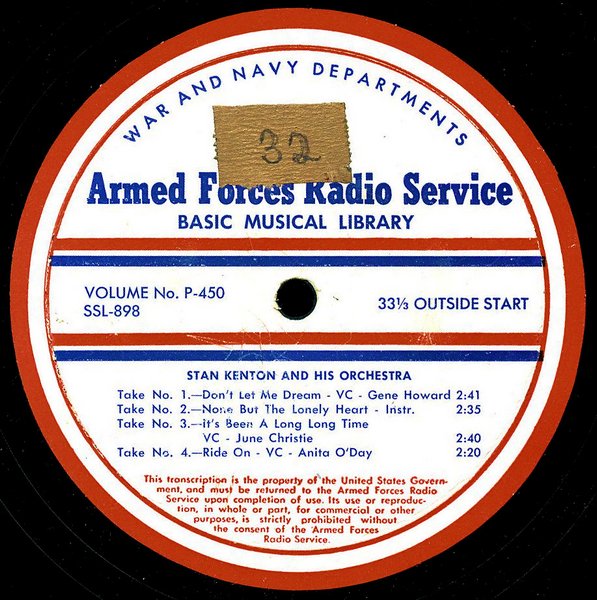 WAR AND NAVY DEPARTMENTS
32
Armed Forces Radio Service
BASIC MUSICAL LIBRARY
VOLUME No. P-450
SSL-898
33⅓ OUTSIDE START
STAN KENTON AND HIS ORCHESTRA
Take No. 1.—Don't Let Me Dream - VC - Gene Howard 2:41
Take No. 2.—None But The Lonely Heart - Instr. 2:35
Take No. 3.—it's Been A Long Long Time
VC - June Christie 2:40
Take No. 4.—Ride On - VC - Anita O'Day 2:20
This transcription is the property of the United States Govern-
ment, and must be returned to the Armed Forces Radio
Service upon completion of use. Its use or reproduc-
tion, in whole or part, for commercial or other
purposes, is strictly prohibited without
the consent of the Armed Forces
Radio Service.